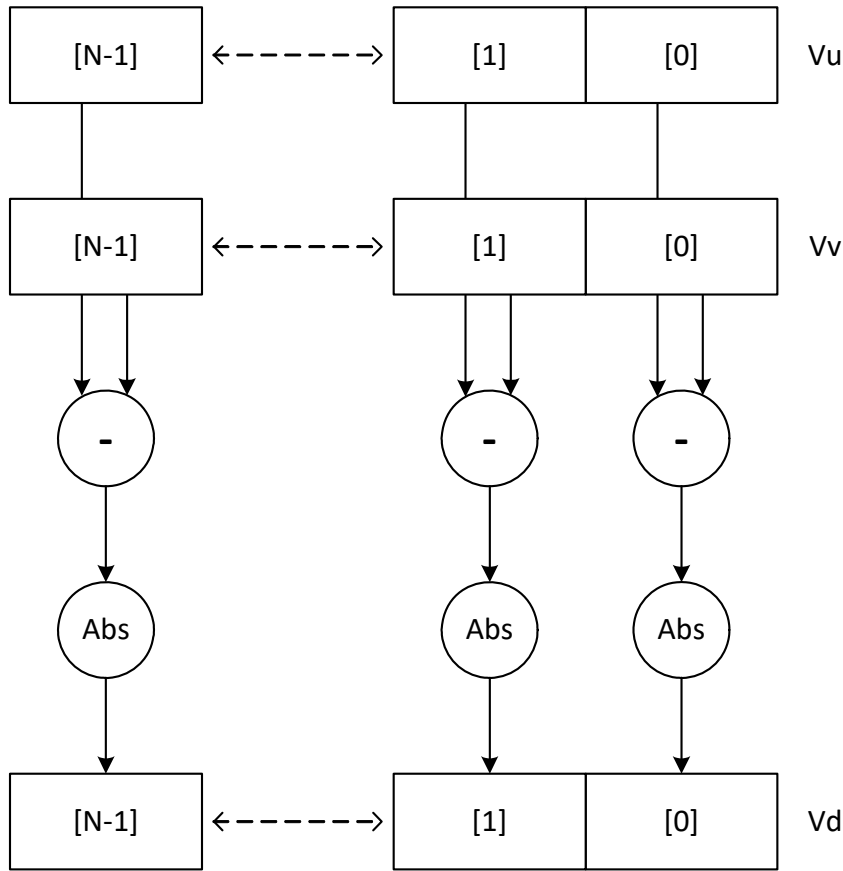 [N-1] [1] [0] Vu
[N-1] [1] [0] Vv
- - -
Abs Abs Abs
[N-1] [1] [0] Vd